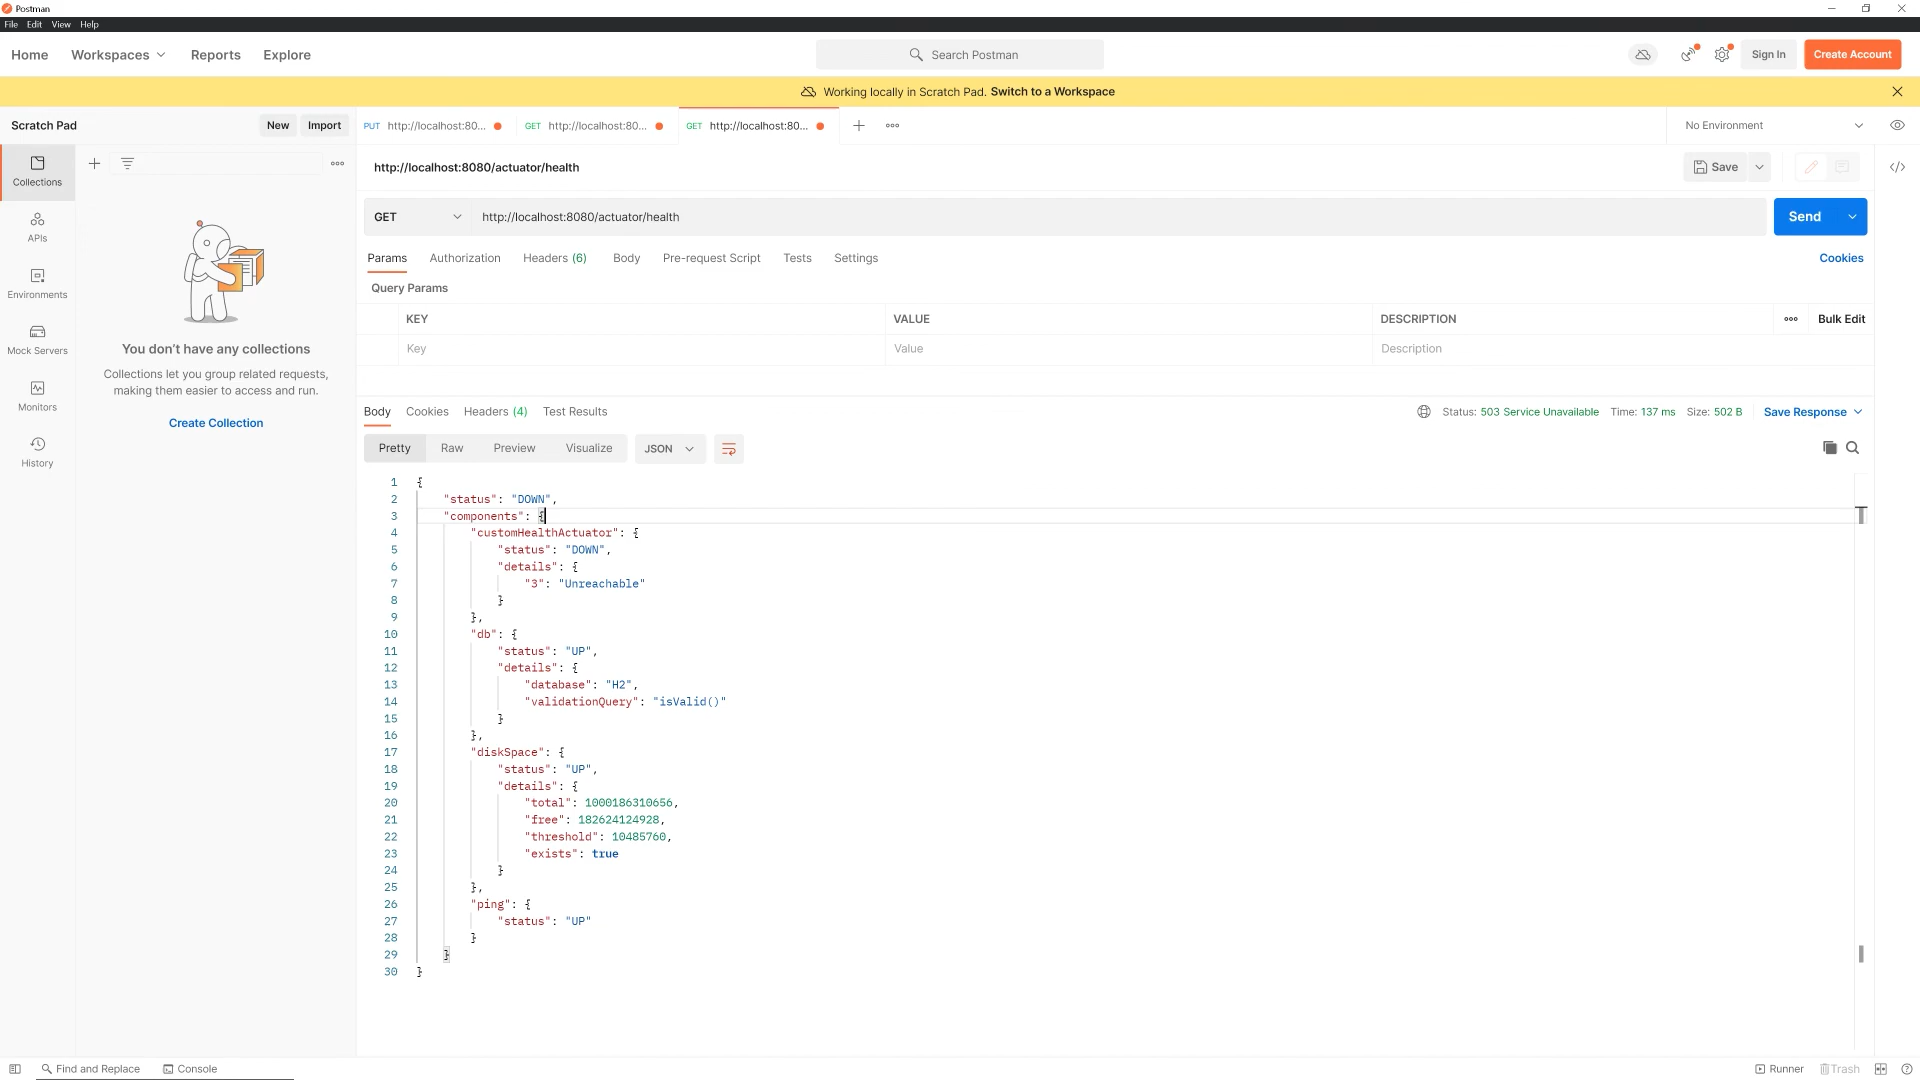 Postman
File Edit View Help
Home Workspaces Reports Explore Search Postman Sign In Create Account
Working locally in Scratch Pad. Switch to a Workspace
Scratch Pad New Import PUT http://localhost:80... GET http://localhost:80... GET http://localhost:80... No Environment
Collections
APIs
Environments
Mock Servers
Monitors
History
You don't have any collections
Collections let you group related requests,
making them easier to access and run.
Create Collection
http://localhost:8080/actuator/health Save
GET http://localhost:8080/actuator/health Send
Params Authorization Headers (6) Body Pre-request Script Tests Settings Cookies
Query Params
KEY VALUE DESCRIPTION Bulk Edit
Key Value Description
Body Cookies Headers (4) Test Results Status: 503 Service Unavailable Time: 137 ms Size: 502 B Save Response
Pretty Raw Preview Visualize JSON
1 {
2 "status": "DOWN",
3 "components": {
4 "customHealthActuator": {
5 "status": "DOWN",
6 "details": {
7 "3": "Unreachable"
8 }
9 },
10 "db": {
11 "status": "UP",
12 "details": {
13 "database": "H2",
14 "validationQuery": "isValid()"
15 }
16 },
17 "diskSpace": {
18 "status": "UP",
19 "details": {
20 "total": 1000186310656,
21 "free": 182624124928,
22 "threshold": 10485760,
23 "exists": true
24 }
25 },
26 "ping": {
27 "status": "UP"
28 }
29 }
30 }
Find and Replace Console Runner Trash